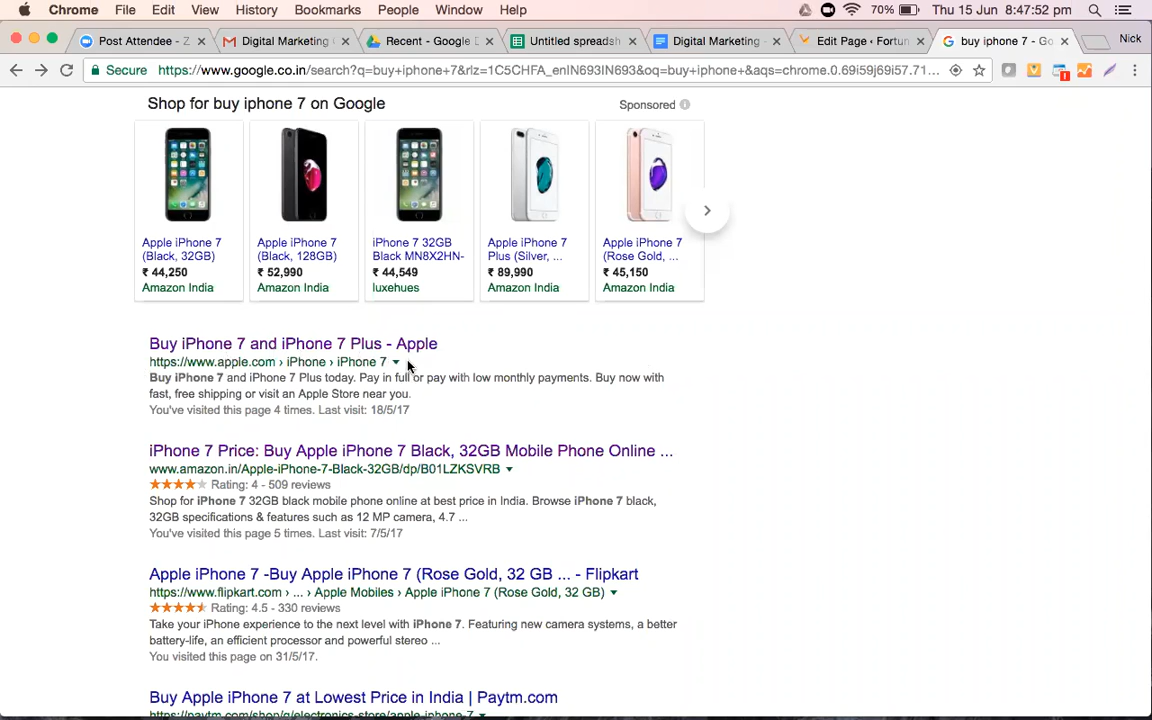 Chrome File Edit View History Bookmarks People Window Help 70% Thu 15 Jun 8:47:52 pm
Post Attendee - Z Digital Marketing Recent - Google D Untitled spreadsh Digital Marketing - Edit Page ‹ Fortun buy iphone 7 - Go Nick
Secure https://www.google.co.in/search?q=buy+iphone+7&rlz=1C5CHFA_enIN693IN693&oq=buy+iphone+&aqs=chrome.0.69i59j69i57.71...
Shop for buy iphone 7 on Google Sponsored
Apple iPhone 7
(Black, 32GB)
₹ 44,250
Amazon India
Apple iPhone 7
(Black, 128GB)
₹ 52,990
Amazon India
iPhone 7 32GB
Black MN8X2HN-
₹ 44,549
luxehues
Apple iPhone 7
Plus (Silver, ...
₹ 89,990
Amazon India
Apple iPhone 7
(Rose Gold, ...
₹ 45,150
Amazon India
Buy iPhone 7 and iPhone 7 Plus - Apple
https://www.apple.com › iPhone › iPhone 7
Buy iPhone 7 and iPhone 7 Plus today. Pay in full or pay with low monthly payments. Buy now with
fast, free shipping or visit an Apple Store near you.
You've visited this page 4 times. Last visit: 18/5/17
iPhone 7 Price: Buy Apple iPhone 7 Black, 32GB Mobile Phone Online ...
www.amazon.in/Apple-iPhone-7-Black-32GB/dp/B01LZKSVRB
Rating: 4 - 509 reviews
Shop for iPhone 7 32GB black mobile phone online at best price in India. Browse iPhone 7 black,
32GB specifications & features such as 12 MP camera, 4.7 ...
You've visited this page 5 times. Last visit: 7/5/17
Apple iPhone 7 -Buy Apple iPhone 7 (Rose Gold, 32 GB ... - Flipkart
https://www.flipkart.com › ... › Apple Mobiles › Apple iPhone 7 (Rose Gold, 32 GB)
Rating: 4.5 - 330 reviews
Take your iPhone experience to the next level with iPhone 7. Featuring new camera systems, a better
battery-life, an efficient processor and powerful stereo ...
You visited this page on 31/5/17.
Buy Apple iPhone 7 at Lowest Price in India | Paytm.com
https://paytm.com/shop/g/electronics-store/apple-iphone-7